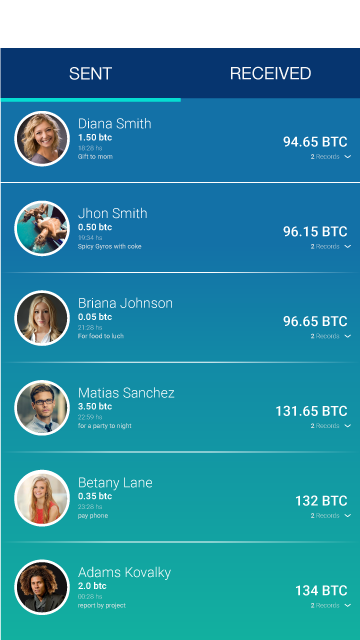 SENT
RECEIVED
Diana Smith
1.50 btc
18:28 hs
Gift to mom
94.65 BTC
2 Records
Jhon Smith
0.50 btc
19:54 hs
Spicy Gyros with coke
96.15 BTC
2 Records
Briana Johnson
0.05 btc
21:28 hs
For food to luch
96.65 BTC
2 Records
Matias Sanchez
3.50 btc
22:59 hs
for a party to night
131.65 BTC
2 Records
Betany Lane
0.35 btc
23:28 hs
pay phone
132 BTC
2 Records
Adams Kovalky
2.0 btc
00:28 hs
report by project
134 BTC
2 Records